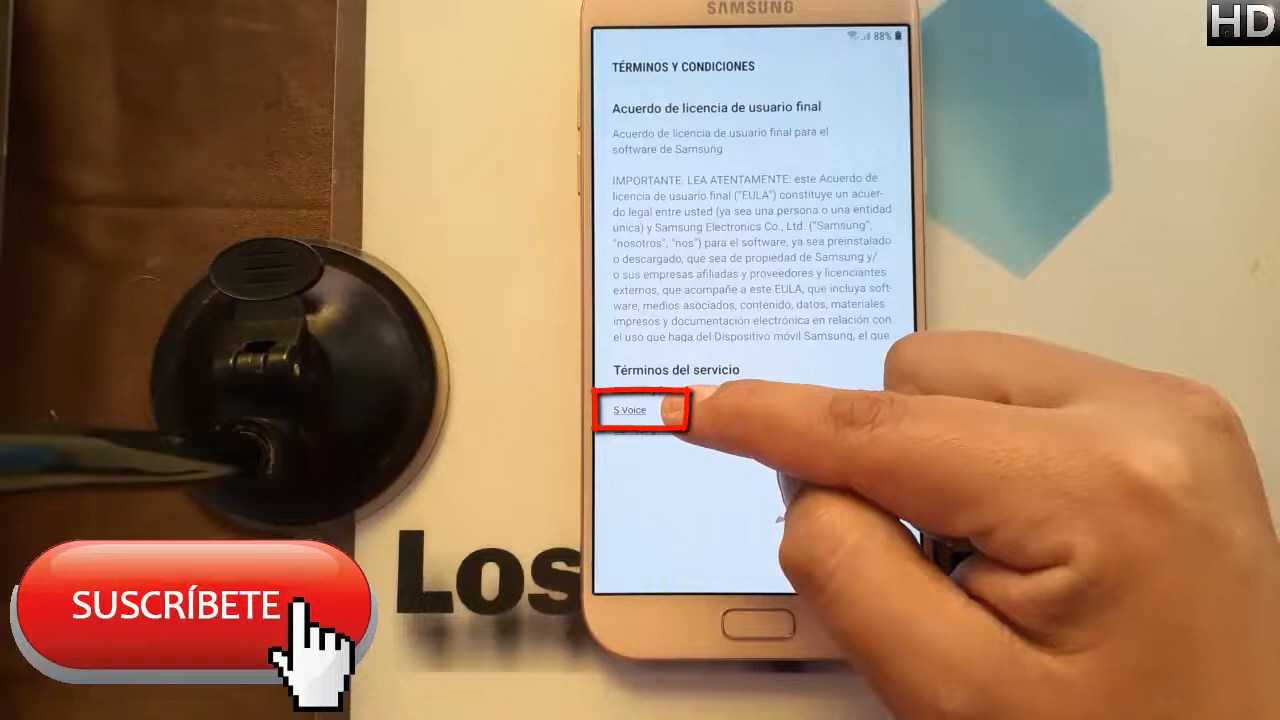 SAMSUNG
HD
88%
TÉRMINOS Y CONDICIONES
Acuerdo de licencia de usuario final
Acuerdo de licencia de usuario final para el
software de Samsung
IMPORTANTE. LEA ATENTAMENTE: este Acuerdo de
licencia de usuario final ("EULA") constituye un acuer-
do legal entre usted (ya sea una persona o una entidad
única) y Samsung Electronics Co., Ltd. ("Samsung",
"nosotros", "nos") para el software, ya sea preinstalado
o descargado, que sea de propiedad de Samsung y/
o sus empresas afiliadas y proveedores y licenciantes
externos, que acompañe a este EULA, que incluya soft-
ware, medios asociados, contenido, datos, materiales
impresos y documentación electrónica en relación con
el uso que haga del Dispositivo móvil Samsung, el que
Términos del servicio
S Voice
Los
SUSCRÍBETE